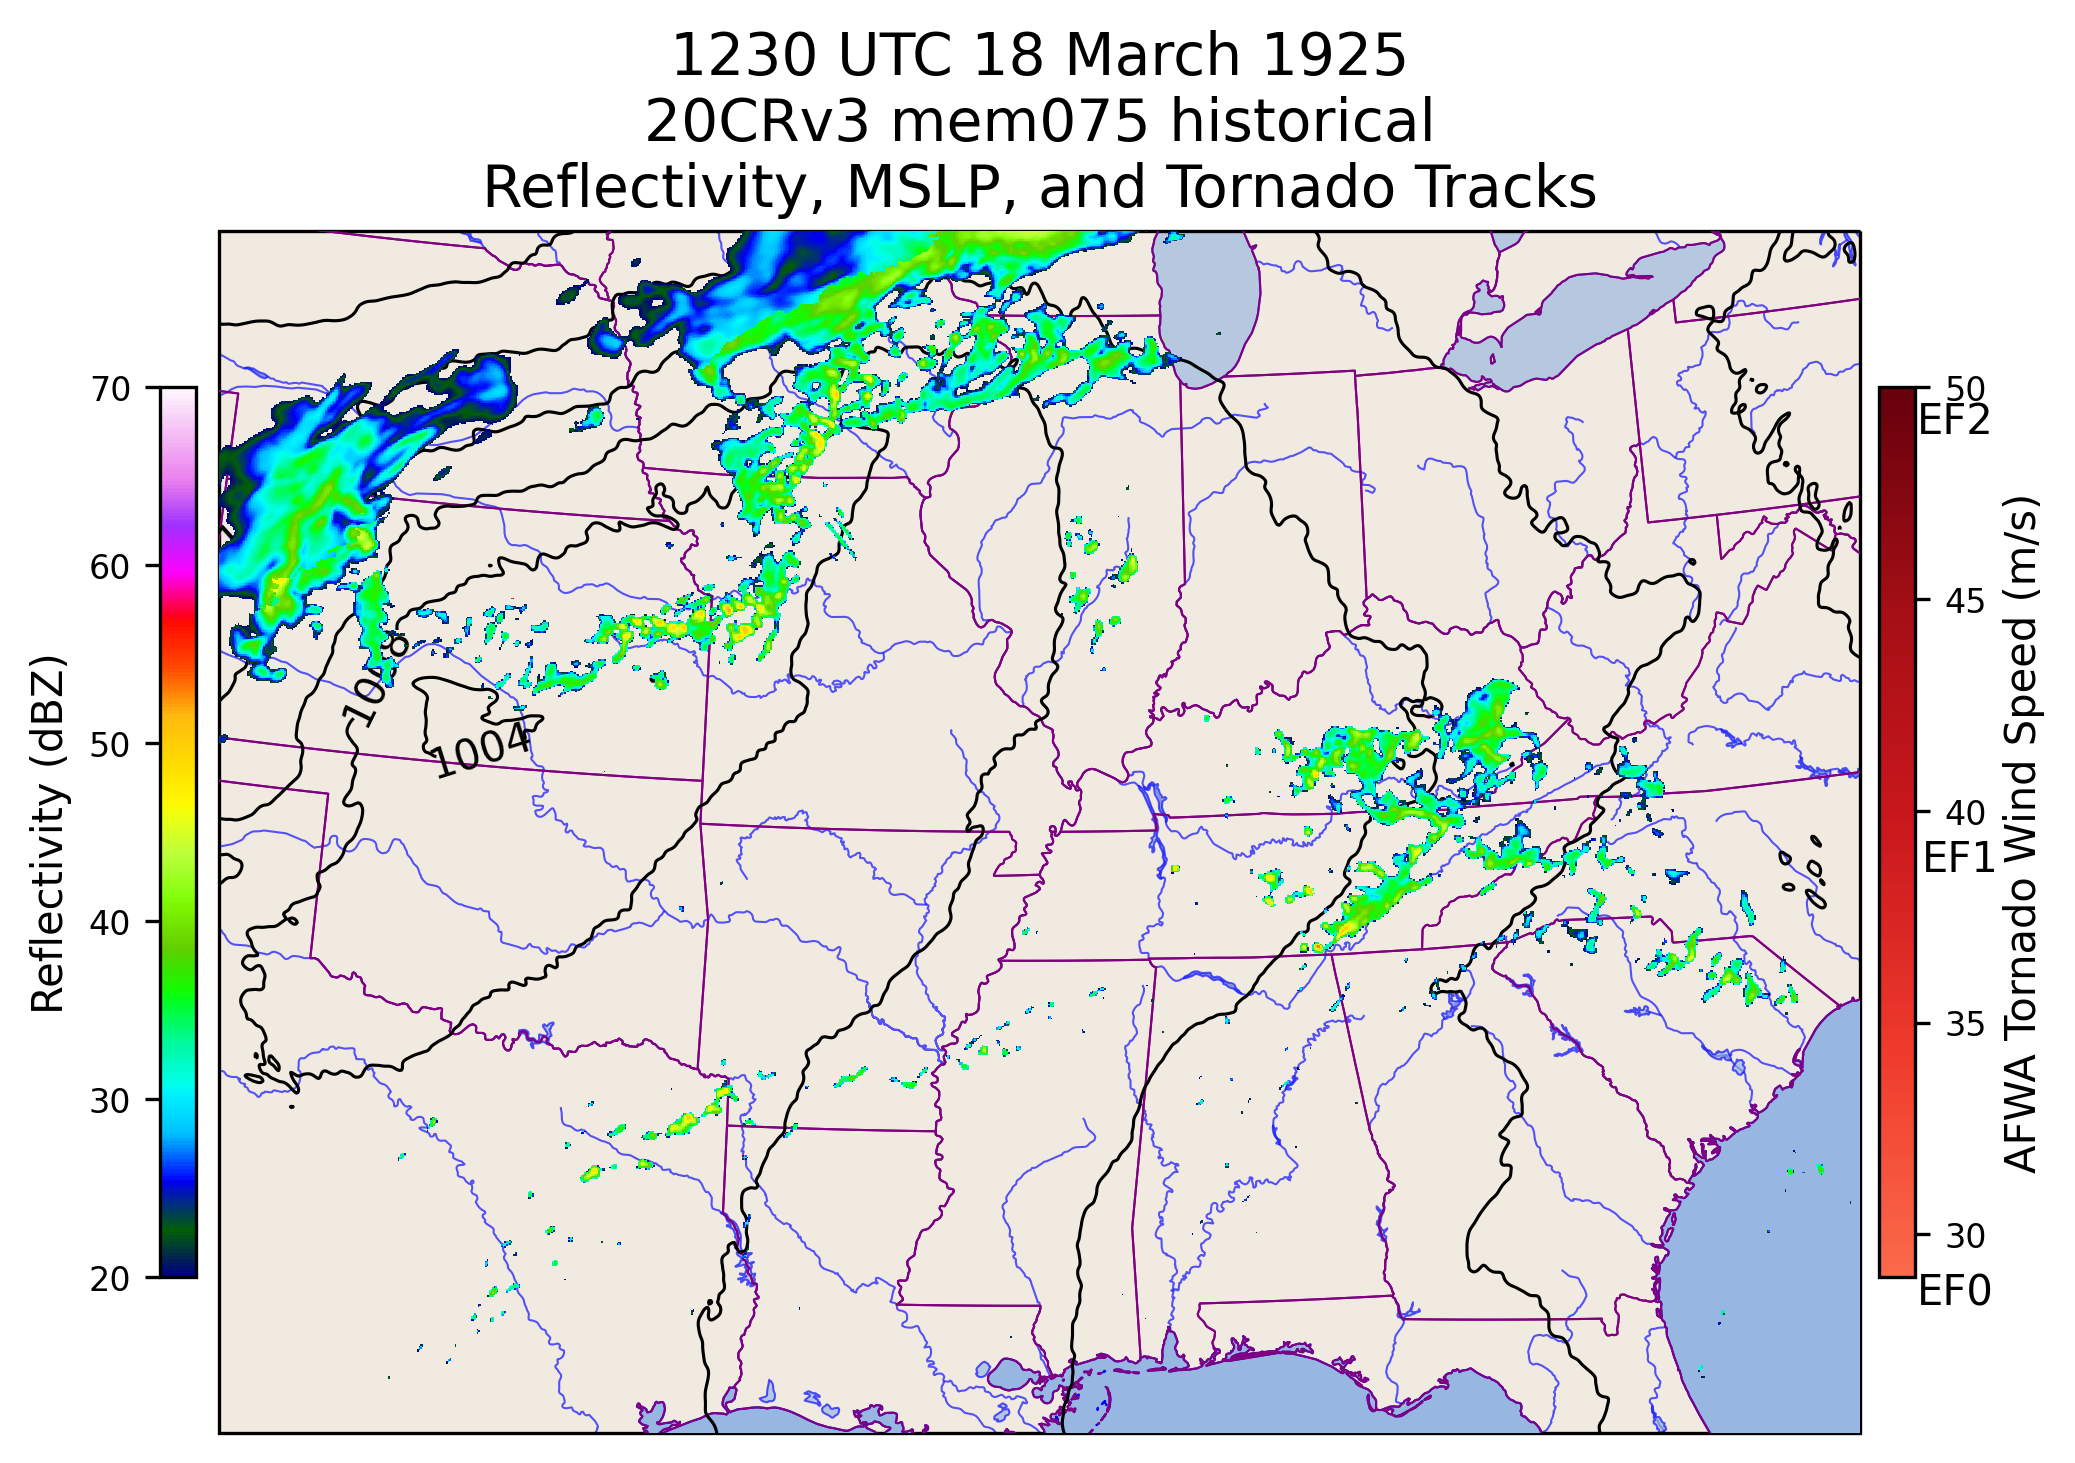 1230 UTC 18 March 1925
20CRv3 mem075 historical
Reflectivity, MSLP, and Tornado Tracks
70
60
50
40
30
20
Reflectivity (dBZ)
1004
50
EF2
45
40
EF1
35
30
EF0
AFWA Tornado Wind Speed (m/s)